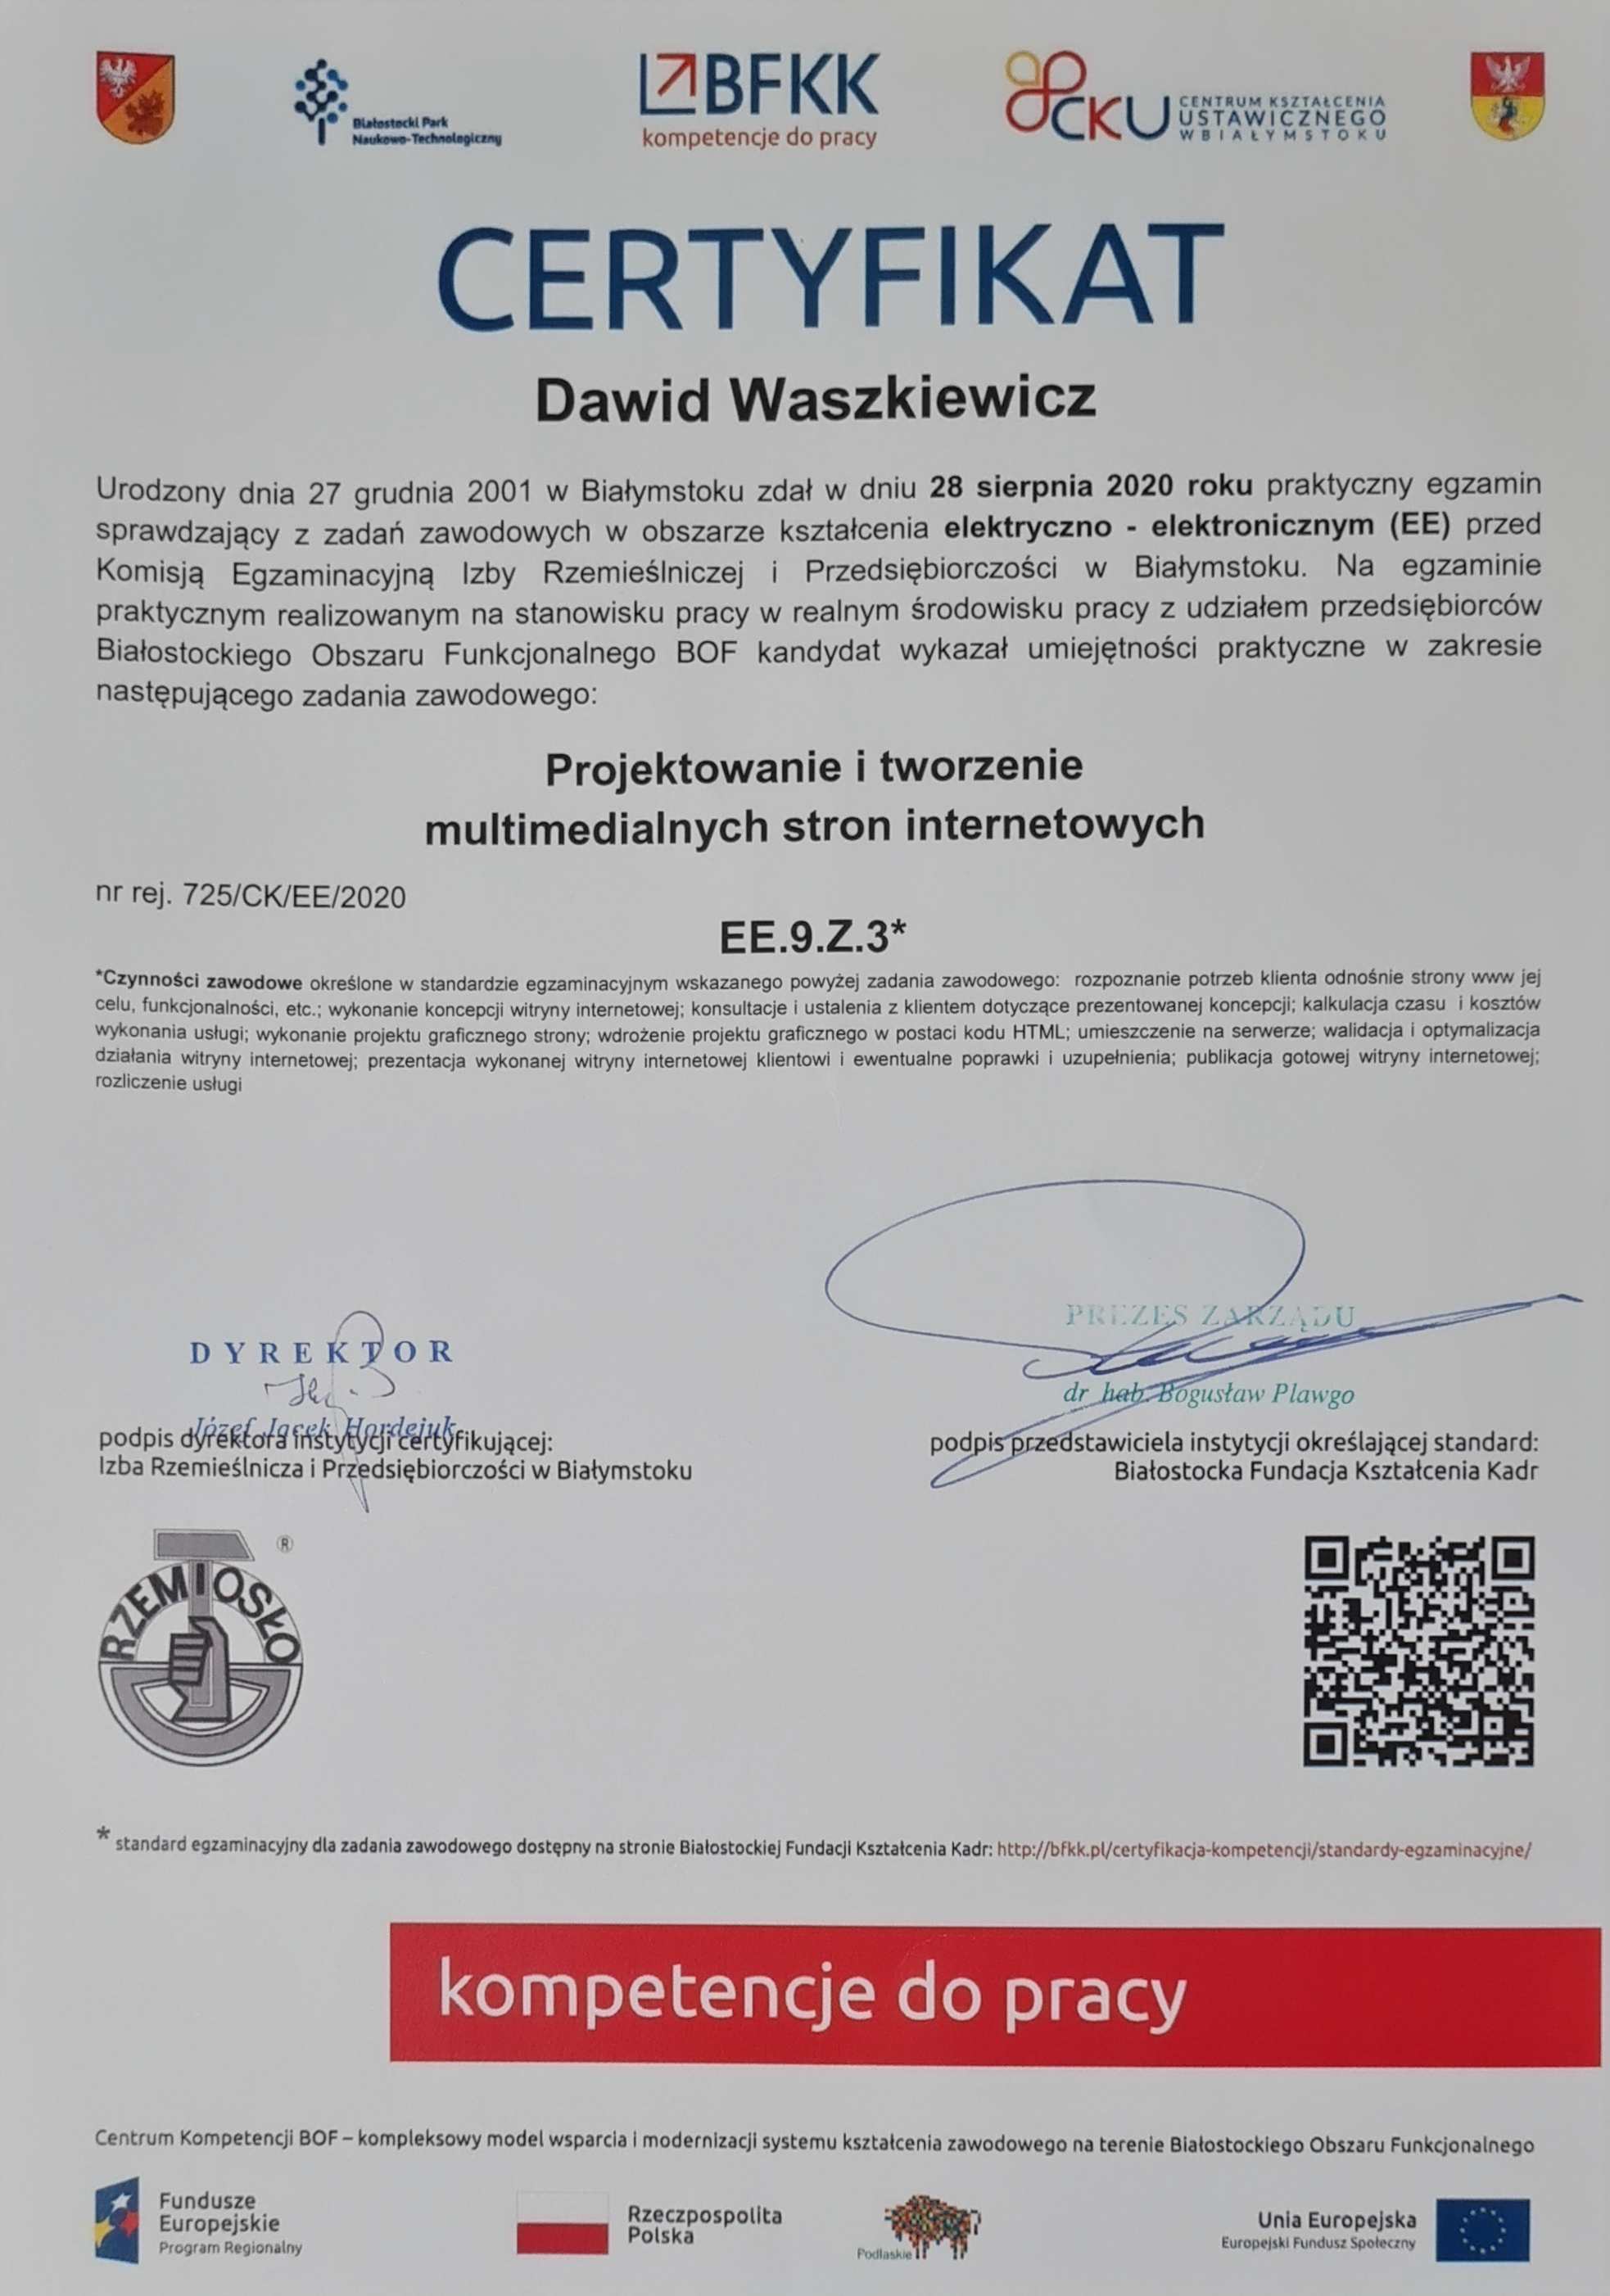 Białostocki Park
Naukowo-Technologiczny
BFKK
kompetencje do pracy
CKU
CENTRUM KSZTAŁCENIA
USTAWICZNEGO
W BIAŁYMSTOKU
CERTYFIKAT
Dawid Waszkiewicz
Urodzony dnia 27 grudnia 2001 w Białymstoku zdał w dniu 28 sierpnia 2020 roku praktyczny egzamin
sprawdzający z zadań zawodowych w obszarze kształcenia elektryczno - elektronicznym (EE) przed
Komisją Egzaminacyjną Izby Rzemieślniczej i Przedsiębiorczości w Białymstoku. Na egzaminie
praktycznym realizowanym na stanowisku pracy w realnym środowisku pracy z udziałem przedsiębiorców
Białostockiego Obszaru Funkcjonalnego BOF kandydat wykazał umiejętności praktyczne w zakresie
następującego zadania zawodowego:
Projektowanie i tworzenie
multimedialnych stron internetowych
nr rej. 725/CK/EE/2020
EE.9.Z.3*
*Czynności zawodowe określone w standardzie egzaminacyjnym wskazanego powyżej zadania zawodowego: rozpoznanie potrzeb klienta odnośnie strony www jej
celu, funkcjonalności, etc.; wykonanie koncepcji witryny internetowej; konsultacje i ustalenia z klientem dotyczące prezentowanej koncepcji; kalkulacja czasu i kosztów
wykonania usługi; wykonanie projektu graficznego strony; wdrożenie projektu graficznego w postaci kodu HTML; umieszczenie na serwerze; walidacja i optymalizacja
działania witryny internetowej; prezentacja wykonanej witryny internetowej klientowi i ewentualne poprawki i uzupełnienia; publikacja gotowej witryny internetowej;
rozliczenie usługi
DYREKTOR
Józef Jacek Hordejuk
podpis dyrektora instytycji certyfikującej:
Izba Rzemieślnicza i Przedsiębiorczości w Białymstoku
PREZES ZARZĄDU
dr hab. Bogusław Plawgo
podpis przedstawiciela instytucji określającej standard:
Białostocka Fundacja Kształcenia Kadr
RZEMIOSŁO ®
* standard egzaminacyjny dla zadania zawodowego dostępny na stronie Białostockiej Fundacji Kształcenia Kadr: http://bfkk.pl/certyfikacja-kompetencji/standardy-egzaminacyjne/
kompetencje do pracy
Centrum Kompetencji BOF – kompleksowy model wsparcia i modernizacji systemu kształcenia zawodowego na terenie Białostockiego Obszaru Funkcjonalnego
Fundusze
Europejskie
Program Regionalny
Rzeczpospolita
Polska
Podlaskie
Unia Europejska
Europejski Fundusz Społeczny